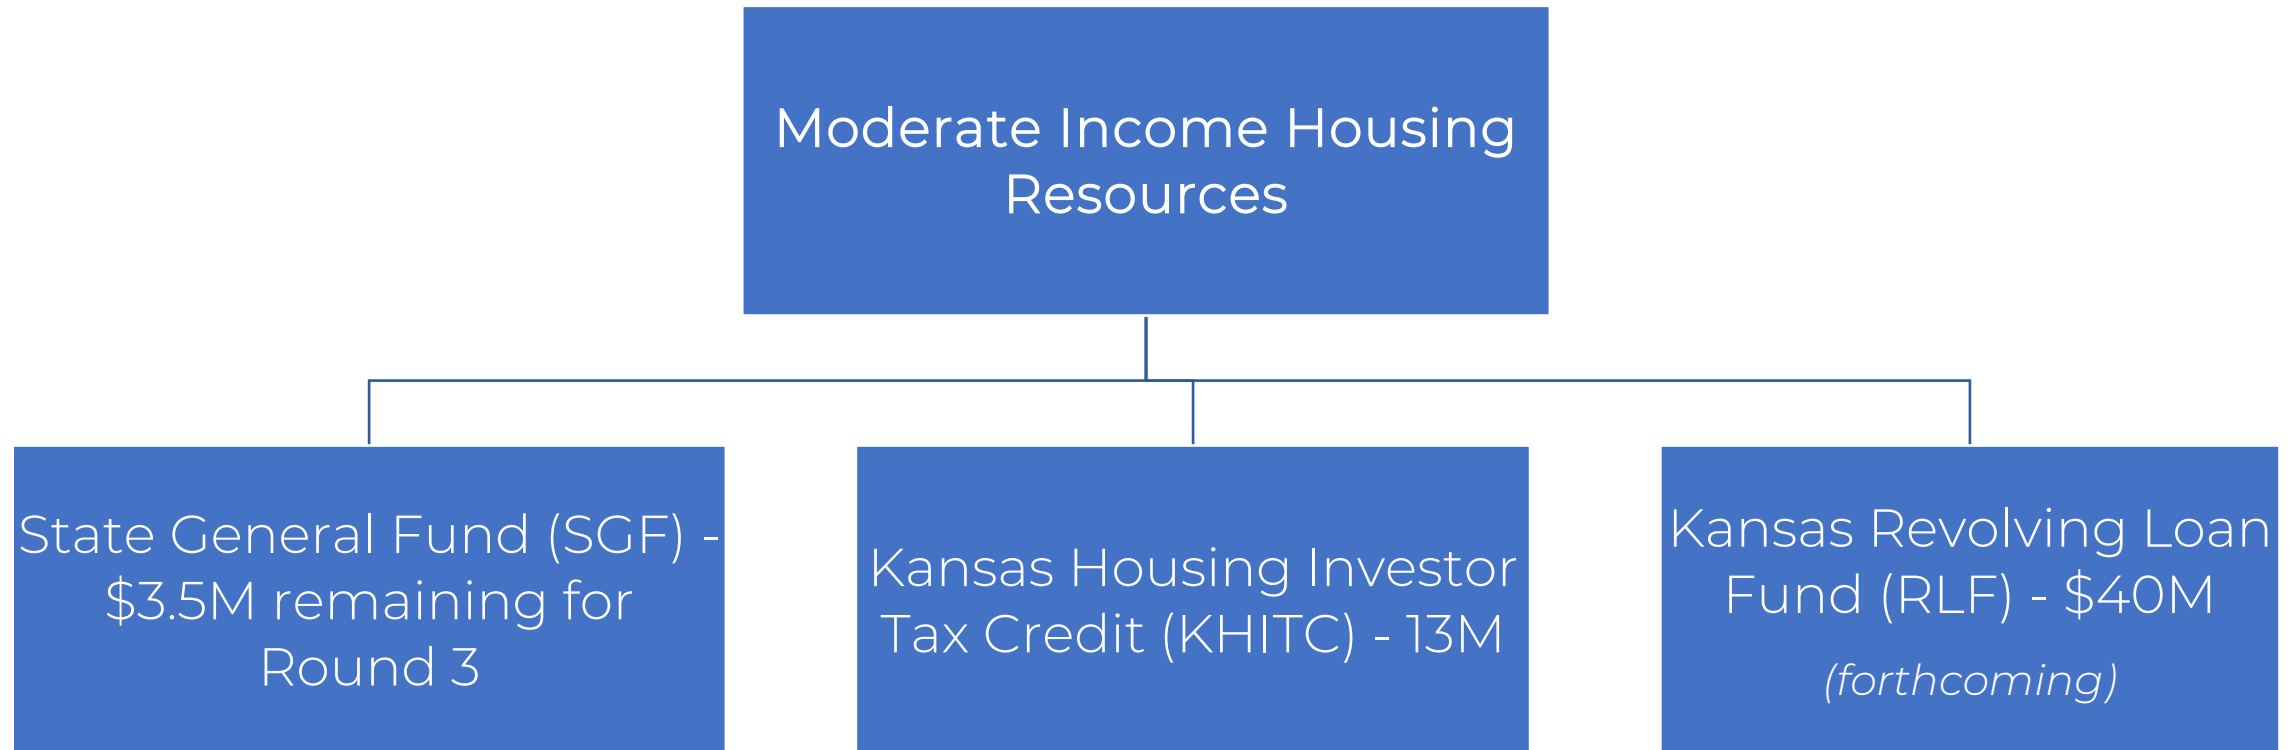 Moderate Income Housing
Resources
State General Fund (SGF) -
$3.5M remaining for
Round 3
Kansas Housing Investor
Tax Credit (KHITC) - 13M
Kansas Revolving Loan
Fund (RLF) - $40M
(forthcoming)